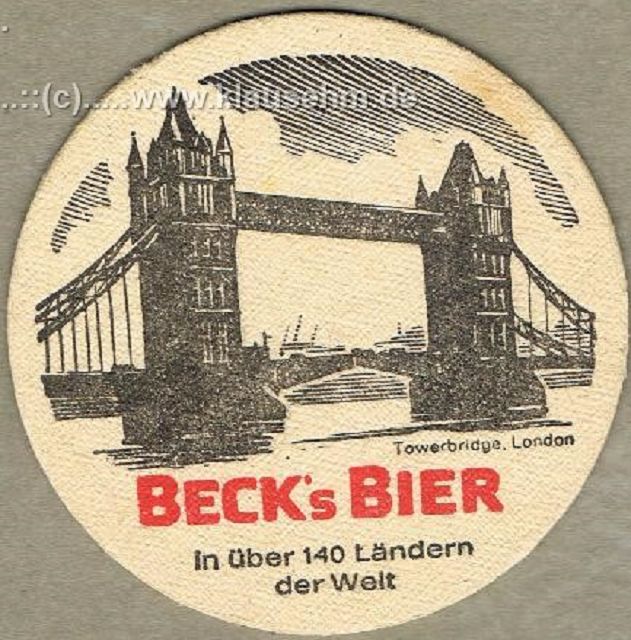 ..::(c).....www.klausehm.de
Towerbridge, London
BECK's BIER
in über 140 Ländern
der Welt